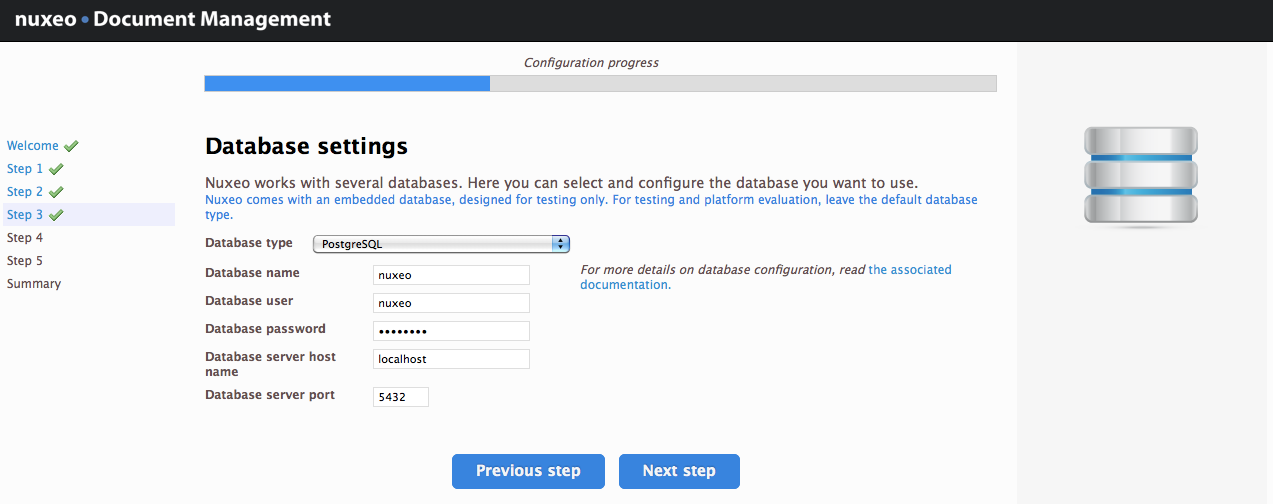 nuxeo • Document Management
Configuration progress
Welcome
Step 1
Step 2
Step 3
Step 4
Step 5
Summary
Database settings
Nuxeo works with several databases. Here you can select and configure the database you want to use.
Nuxeo comes with an embedded database, designed for testing only. For testing and platform evaluation, leave the default database
type.
Database type PostgreSQL
Database name nuxeo
For more details on database configuration, read the associated
documentation.
Database user nuxeo
Database password ••••••••
Database server host
name
localhost
Database server port 5432
Previous step Next step